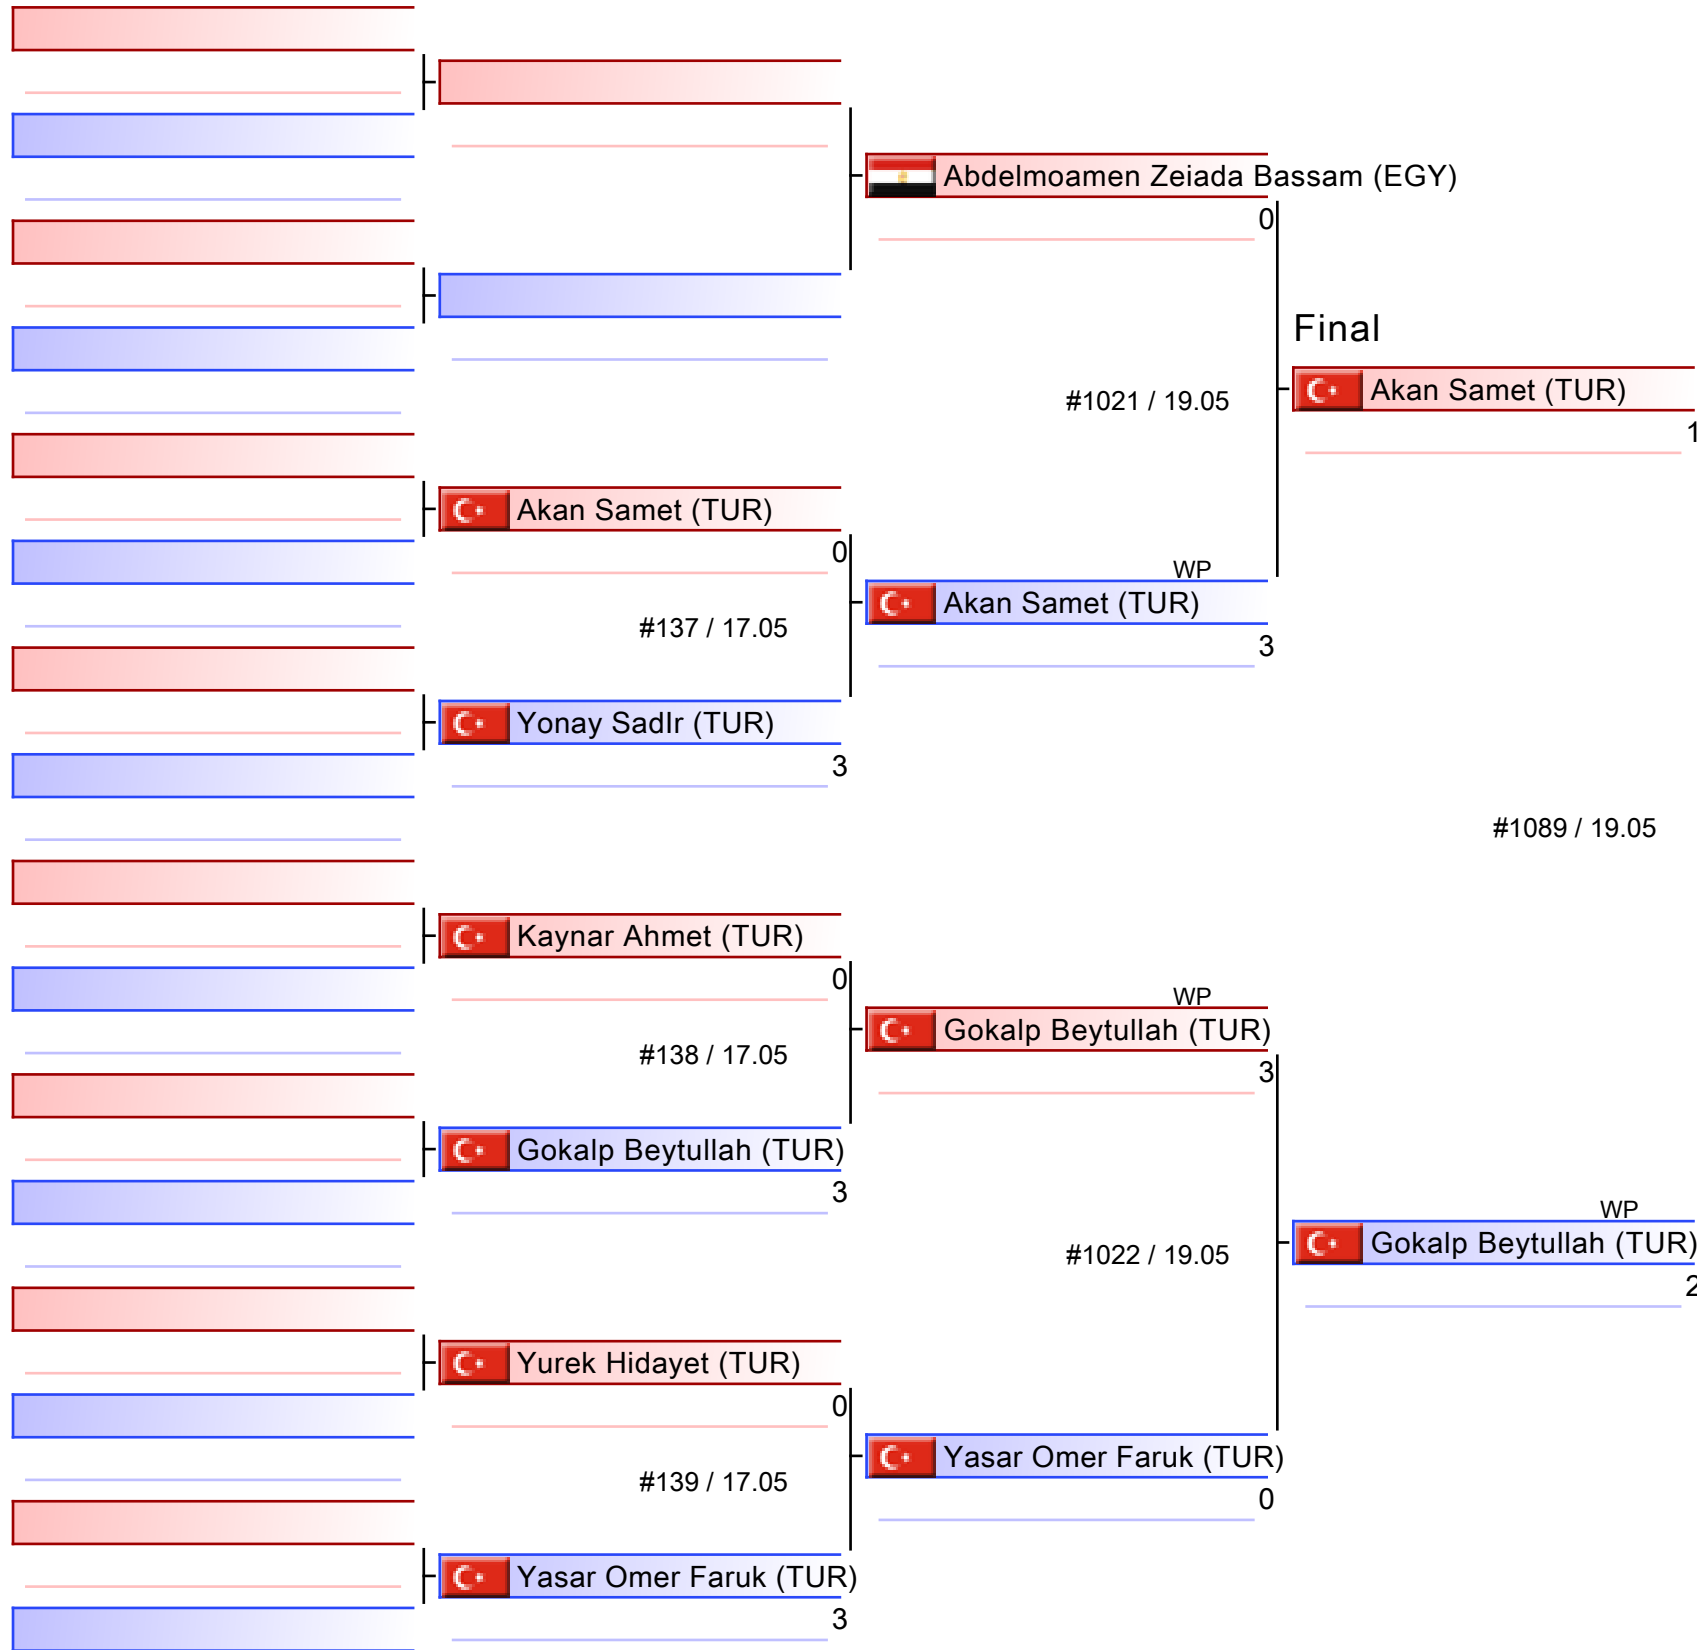 Abdelmoamen Zeiada Bassam (EGY)
0
Final
#1021 / 19.05
Akan Samet (TUR)
1
Akan Samet (TUR)
0
WP
Akan Samet (TUR)
#137 / 17.05
3
Yonay SadIr (TUR)
3
#1089 / 19.05
Kaynar Ahmet (TUR)
0
WP
Gokalp Beytullah (TUR)
#138 / 17.05
3
Gokalp Beytullah (TUR)
3
WP
Gokalp Beytullah (TUR)
#1022 / 19.05
2
Yurek Hidayet (TUR)
0
Yasar Omer Faruk (TUR)
#139 / 17.05
0
Yasar Omer Faruk (TUR)
3